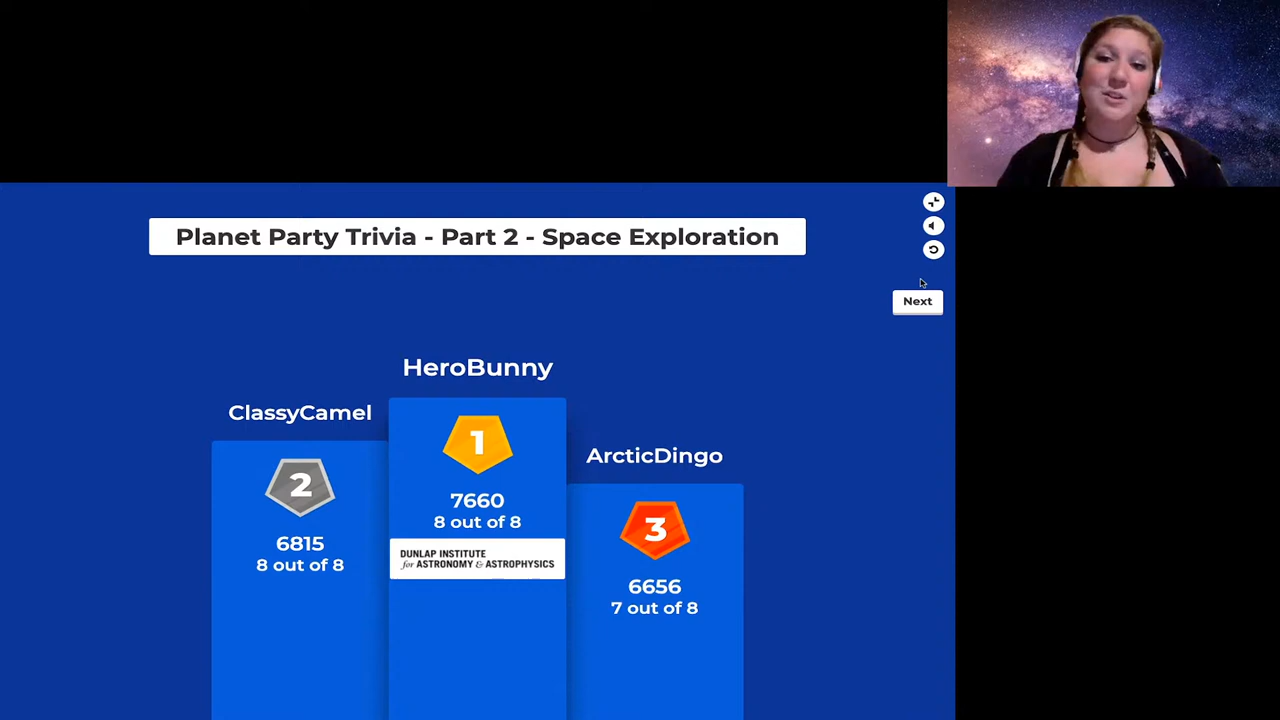 Planet Party Trivia - Part 2 - Space Exploration
Next
HeroBunny
ClassyCamel
1
ArcticDingo
2
7660
8 out of 8
3
6815
8 out of 8
DUNLAP INSTITUTE
for ASTRONOMY & ASTROPHYSICS
6656
7 out of 8